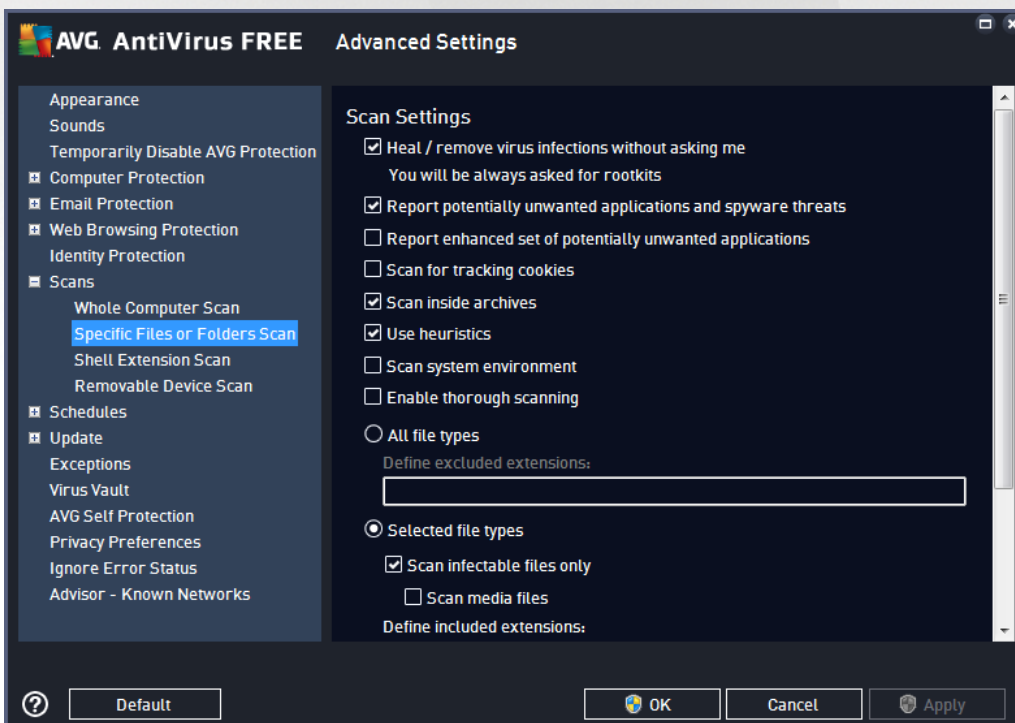 AVG. AntiVirus FREE Advanced Settings
Appearance
Sounds
Temporarily Disable AVG Protection
Computer Protection
Email Protection
Web Browsing Protection
Identity Protection
Scans
Whole Computer Scan
Specific Files or Folders Scan
Shell Extension Scan
Removable Device Scan
Schedules
Update
Exceptions
Virus Vault
AVG Self Protection
Privacy Preferences
Ignore Error Status
Advisor - Known Networks
Scan Settings
Heal / remove virus infections without asking me
You will be always asked for rootkits
Report potentially unwanted applications and spyware threats
Report enhanced set of potentially unwanted applications
Scan for tracking cookies
Scan inside archives
Use heuristics
Scan system environment
Enable thorough scanning
All file types
Define excluded extensions:
Selected file types
Scan infectable files only
Scan media files
Define included extensions:
? Default OK Cancel Apply